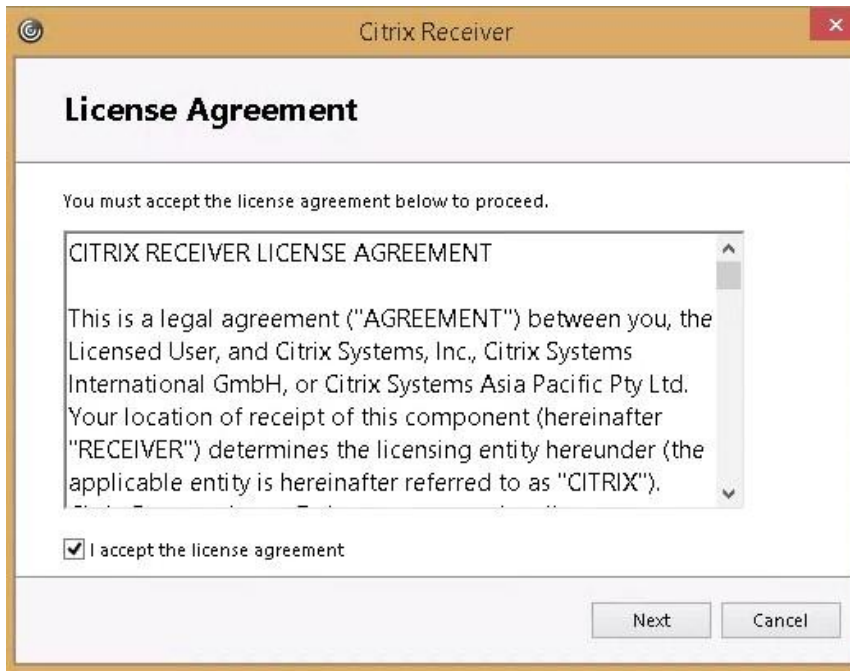 Citrix Receiver
License Agreement
You must accept the license agreement below to proceed.
CITRIX RECEIVER LICENSE AGREEMENT
This is a legal agreement ("AGREEMENT") between you, the
Licensed User, and Citrix Systems, Inc., Citrix Systems
International GmbH, or Citrix Systems Asia Pacific Pty Ltd.
Your location of receipt of this component (hereinafter
"RECEIVER") determines the licensing entity hereunder (the
applicable entity is hereinafter referred to as "CITRIX").
I accept the license agreement
Next
Cancel